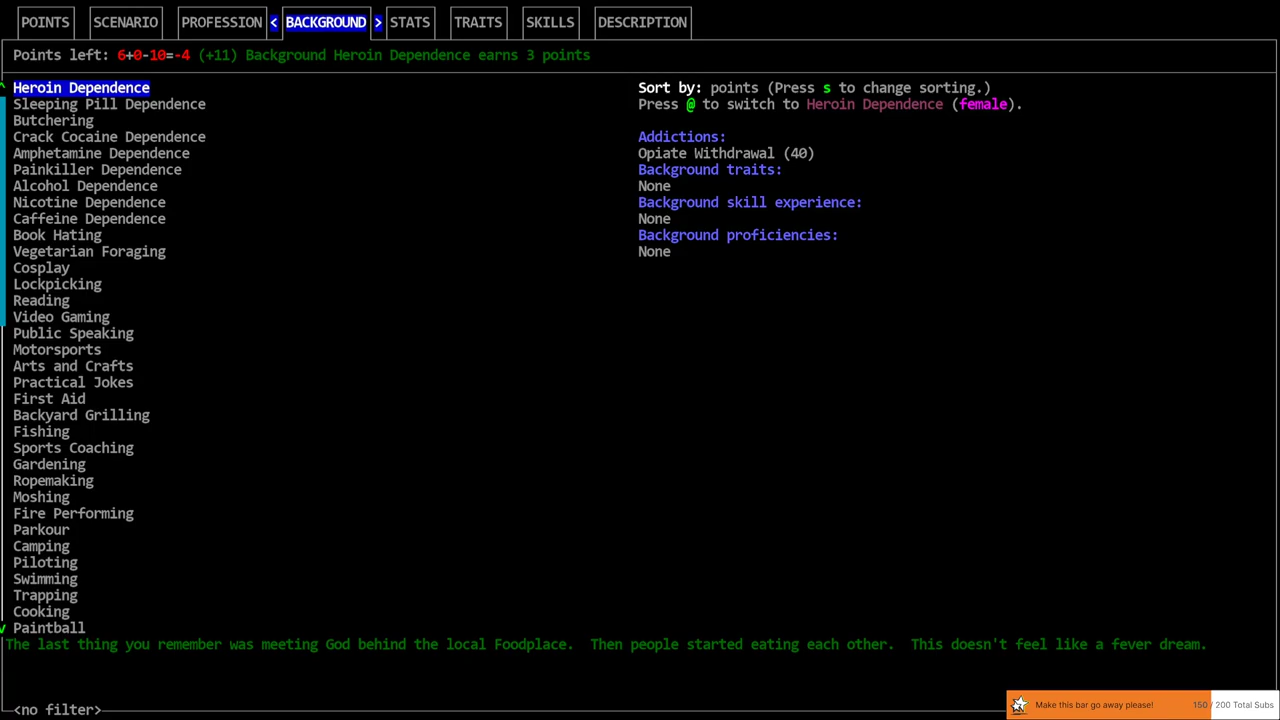 POINTS SCENARIO PROFESSION < BACKGROUND > STATS TRAITS SKILLS DESCRIPTION
Points left: 6+0-10=-4 (+11) Background Heroin Dependence earns 3 points
^ Heroin Dependence
Sleeping Pill Dependence
Butchering
Crack Cocaine Dependence
Amphetamine Dependence
Painkiller Dependence
Alcohol Dependence
Nicotine Dependence
Caffeine Dependence
Book Hating
Vegetarian Foraging
Cosplay
Lockpicking
Reading
Video Gaming
Public Speaking
Motorsports
Arts and Crafts
Practical Jokes
First Aid
Backyard Grilling
Fishing
Sports Coaching
Gardening
Ropemaking
Moshing
Fire Performing
Parkour
Camping
Piloting
Swimming
Trapping
Cooking
v Paintball
Sort by: points (Press s to change sorting.)
Press @ to switch to Heroin Dependence (female).
Addictions:
Opiate Withdrawal (40)
Background traits:
None
Background skill experience:
None
Background proficiencies:
None
The last thing you remember was meeting God behind the local Foodplace. Then people started eating each other. This doesn't feel like a fever dream.
<no filter>
Make this bar go away please! 150 / 200 Total Subs